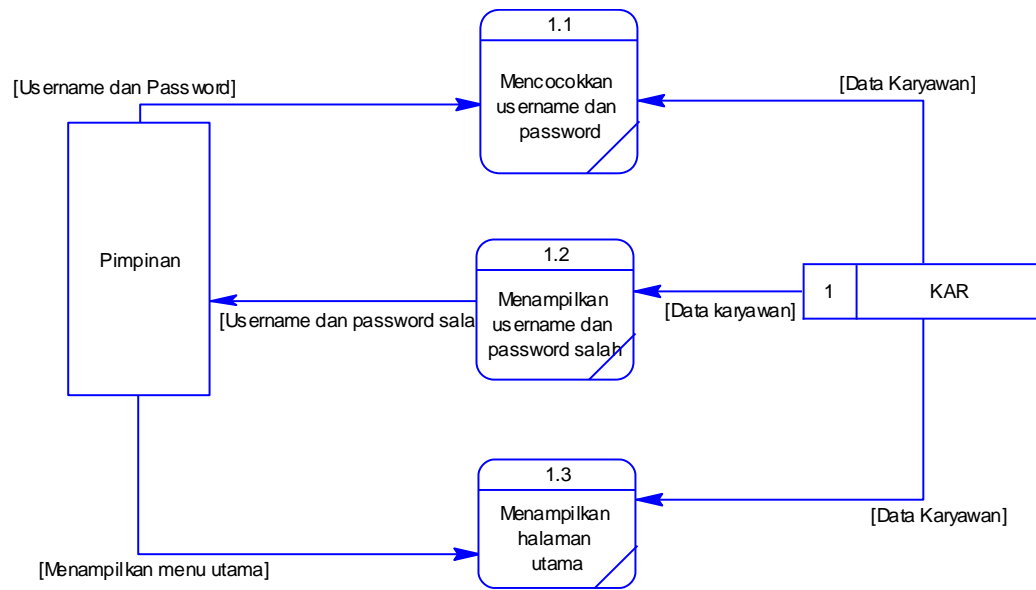 1.1
[Username dan Password]
Mencocokkan
username dan
password
[Data Karyawan]
Pimpinan
1.2
Menampilkan
username dan
password salah
[Username dan password sala
[Data karyawan]
1
KAR
1.3
Menampilkan
halaman
utama
[Data Karyawan]
[Menampilkan menu utama]